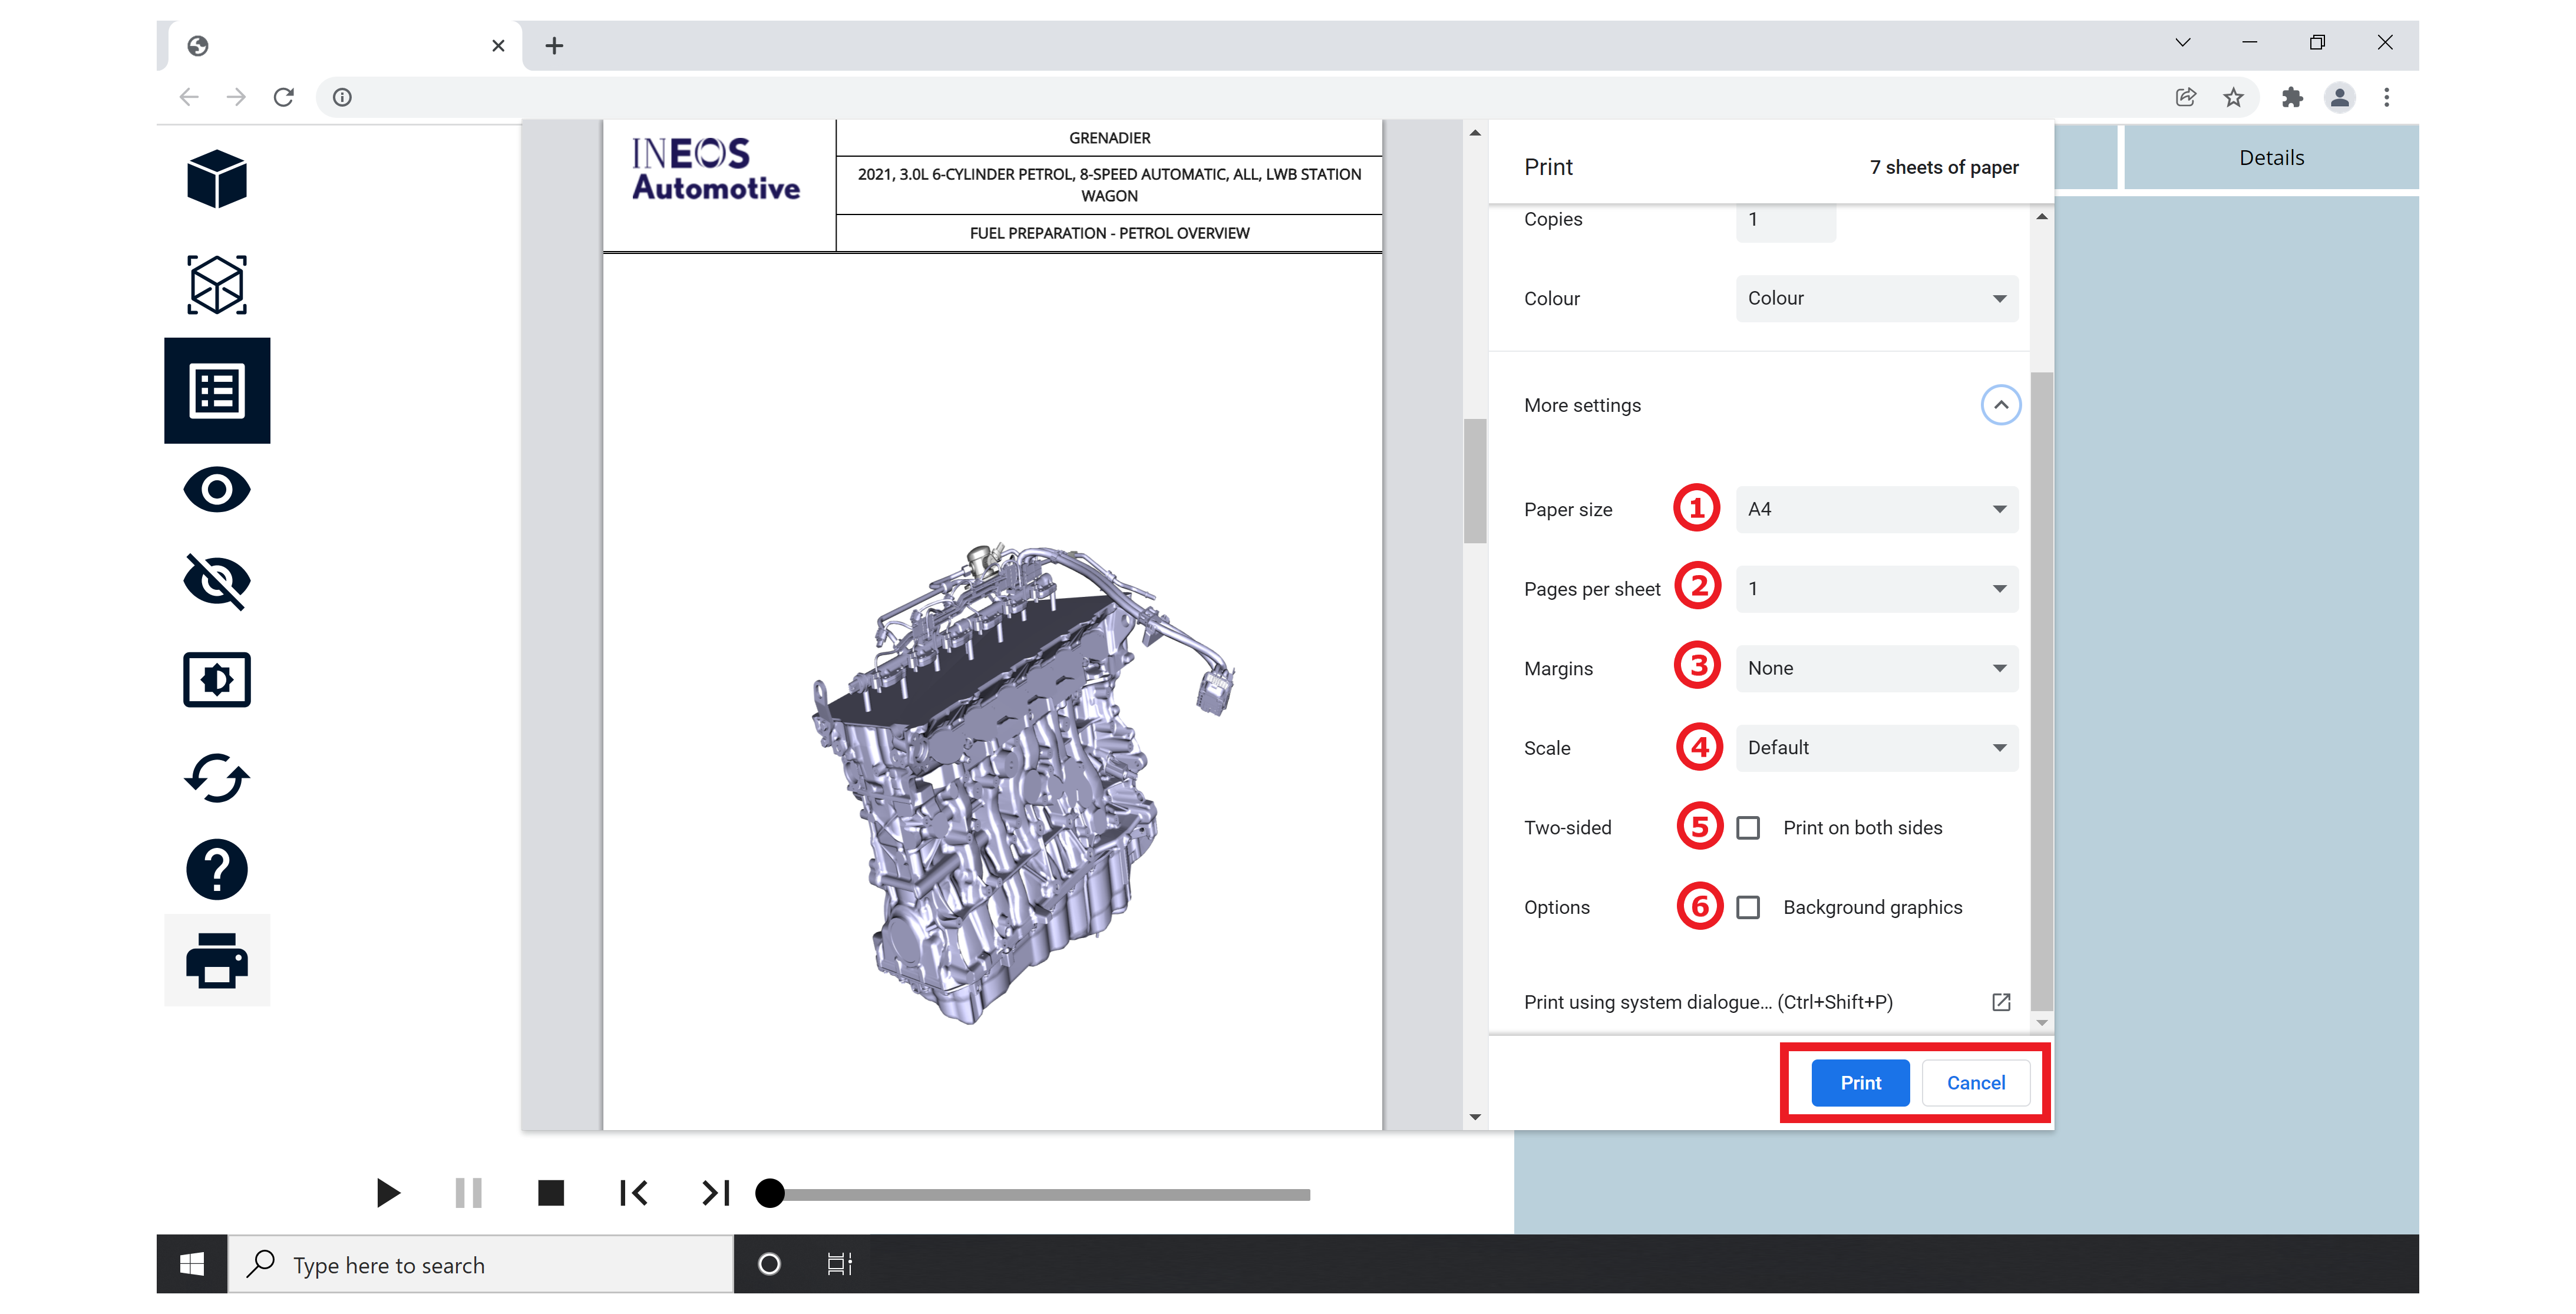 INEOS
Automotive
GRENADIER
2021, 3.0L 6-CYLINDER PETROL, 8-SPEED AUTOMATIC, ALL, LWB STATION
WAGON
FUEL PREPARATION - PETROL OVERVIEW
Print
7 sheets of paper
Details
Copies
1
Colour
Colour
More settings
Paper size
1
A4
Pages per sheet
2
1
Margins
3
None
Scale
4
Default
Two-sided
5
Print on both sides
Options
6
Background graphics
Print using system dialogue... (Ctrl+Shift+P)
Print
Cancel
Type here to search